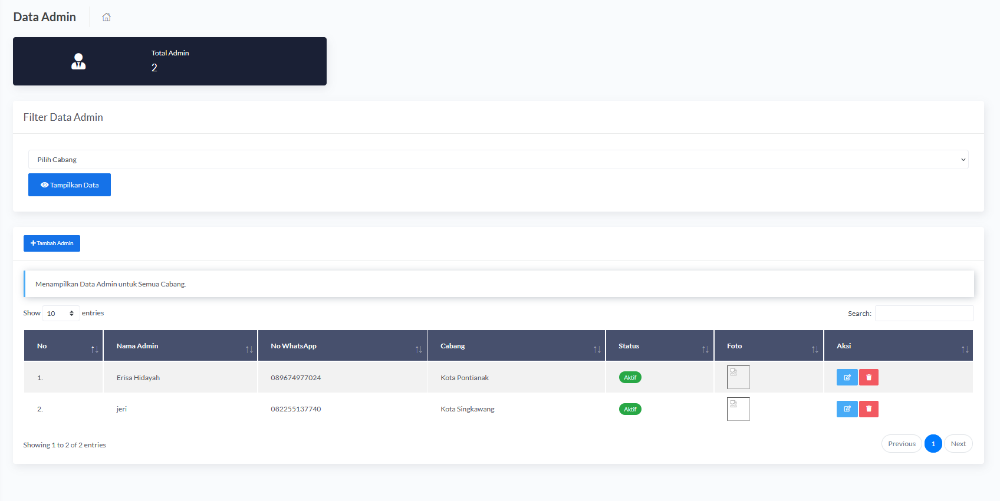 Data Admin
Total Admin
2
Filter Data Admin
Pilih Cabang
Tampilkan Data
Tambah Admin
Menampilkan Data Admin untuk Semua Cabang.
Show 10 entries Search:
No Nama Admin No WhatsApp Cabang Status Foto Aksi
1. Erisa Hidayah 089674977024 Kota Pontianak Aktif
2. jeri 082255137740 Kota Singkawang Aktif
Showing 1 to 2 of 2 entries Previous 1 Next